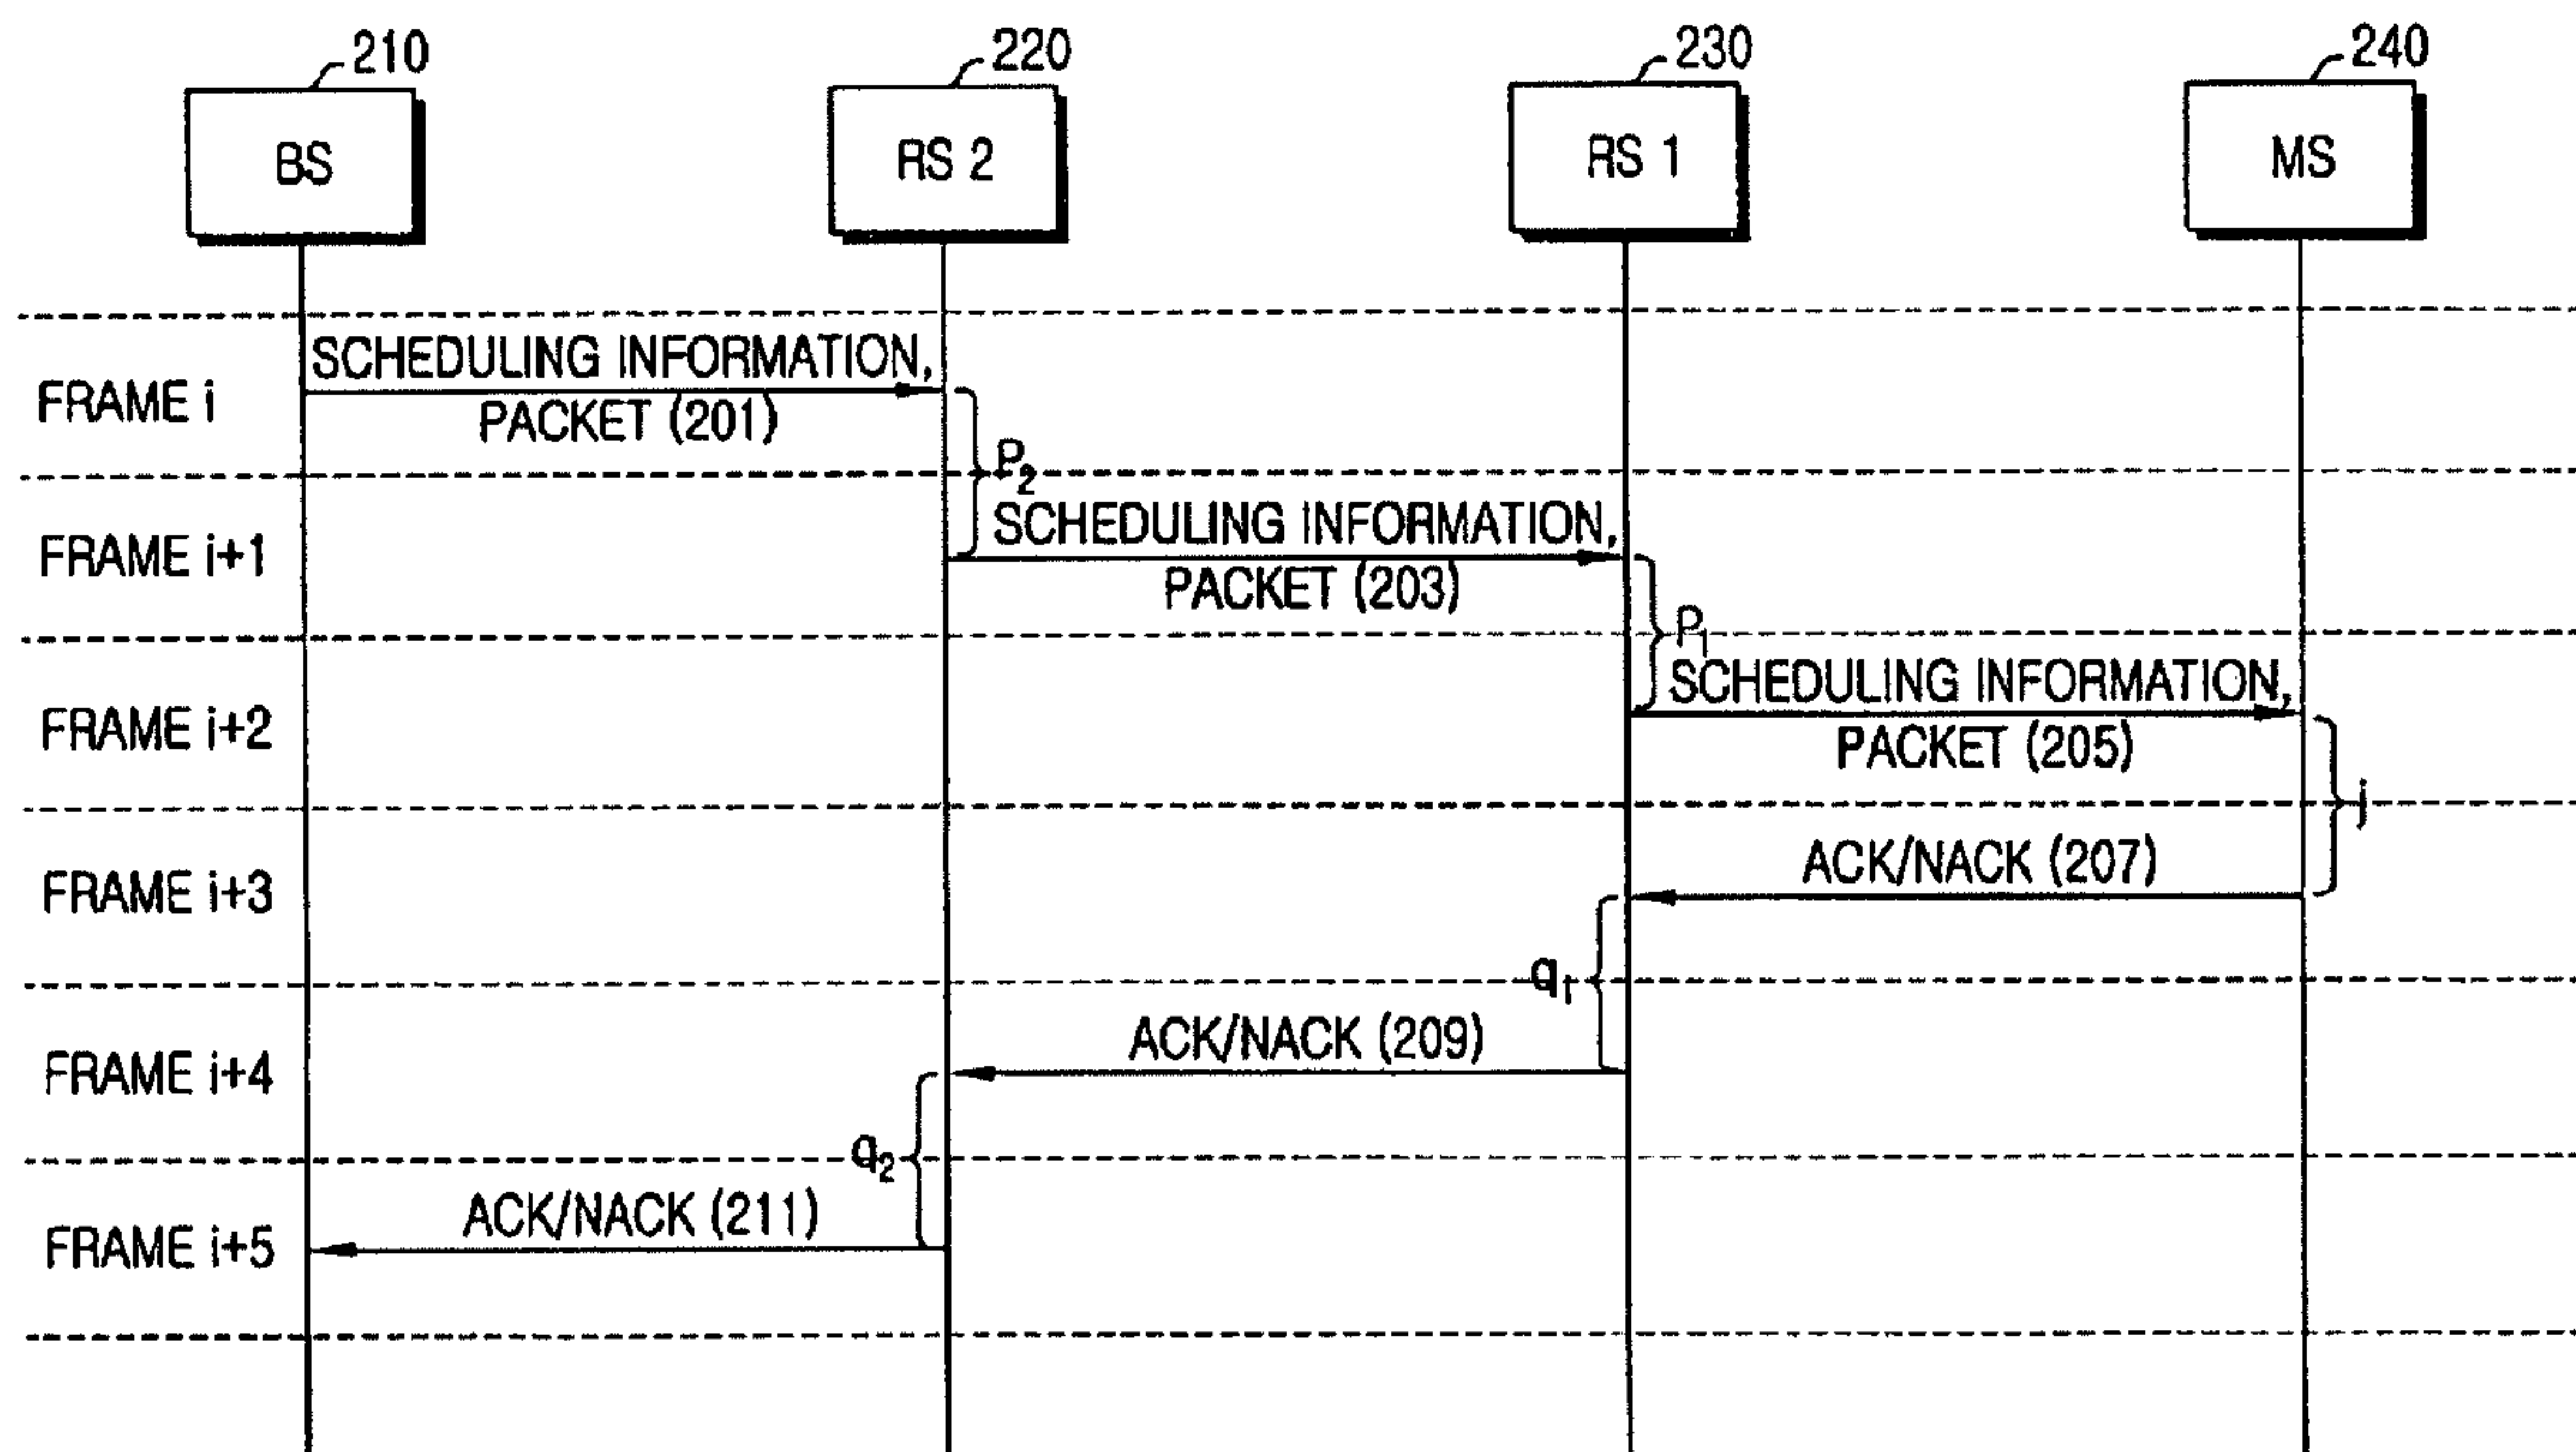 210
220
230
240
BS
RS 2
RS 1
MS
FRAME i
SCHEDULING INFORMATION,
PACKET (201)
P2
FRAME i+1
SCHEDULING INFORMATION,
PACKET (203)
P1
FRAME i+2
SCHEDULING INFORMATION,
PACKET (205)
j
FRAME i+3
ACK/NACK (207)
q1
FRAME i+4
ACK/NACK (209)
q2
FRAME i+5
ACK/NACK (211)